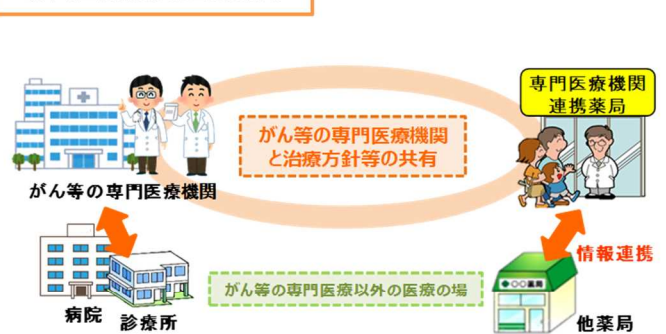 専門医療機関
連携薬局
がん等の専門医療機関
と治療方針等の共有
がん等の専門医療機関
情報連携
がん等の専門医療以外の医療の場
病院
診療所
他薬局